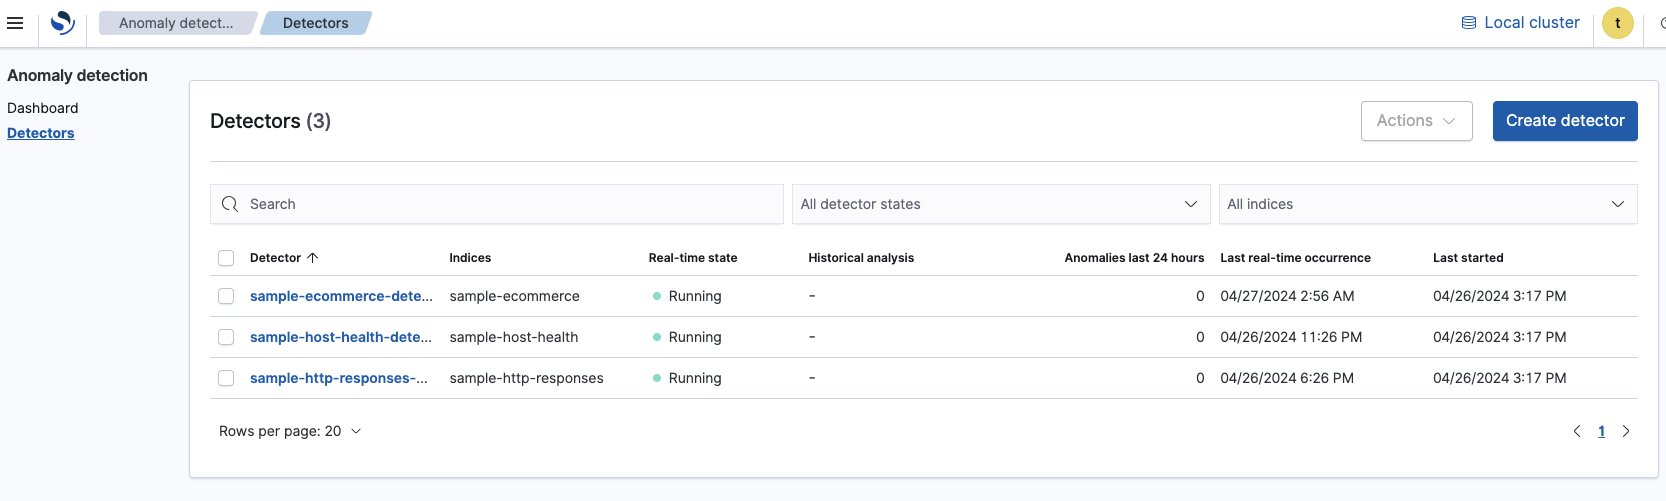 Anomaly detect... Detectors Local cluster t
Anomaly detection
Dashboard
Detectors
Detectors (3) Actions Create detector
Search All detector states All indices
Detector Indices Real-time state Historical analysis Anomalies last 24 hours Last real-time occurrence Last started
sample-ecommerce-dete... sample-ecommerce Running - 0 04/27/2024 2:56 AM 04/26/2024 3:17 PM
sample-host-health-dete... sample-host-health Running - 0 04/26/2024 11:26 PM 04/26/2024 3:17 PM
sample-http-responses-... sample-http-responses Running - 0 04/26/2024 6:26 PM 04/26/2024 3:17 PM
Rows per page: 20 1